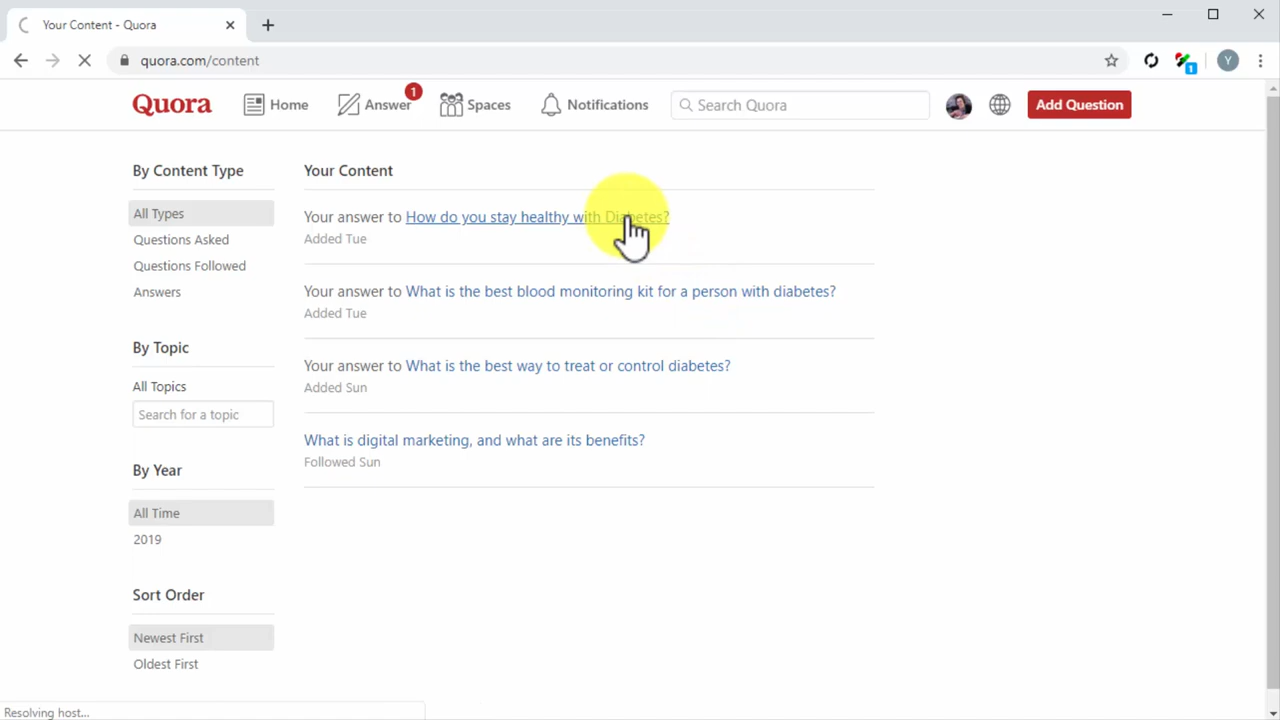 Your Content - Quora
quora.com/content
1
Y
Quora
Home
Answer
1
Spaces
Notifications
Search Quora
Add Question
By Content Type
All Types
Questions Asked
Questions Followed
Answers
By Topic
All Topics
Search for a topic
By Year
All Time
2019
Sort Order
Newest First
Oldest First
Your Content
Your answer to How do you stay healthy with Diabetes?
Added Tue
Your answer to What is the best blood monitoring kit for a person with diabetes?
Added Tue
Your answer to What is the best way to treat or control diabetes?
Added Sun
What is digital marketing, and what are its benefits?
Followed Sun
Resolving host...